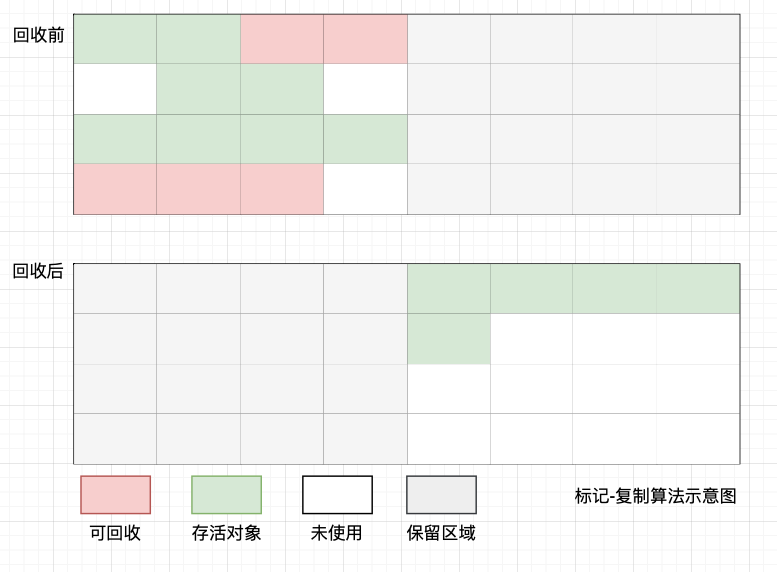 回收前
回收后
可回收
存活对象
未使用
保留区域
标记-复制算法示意图